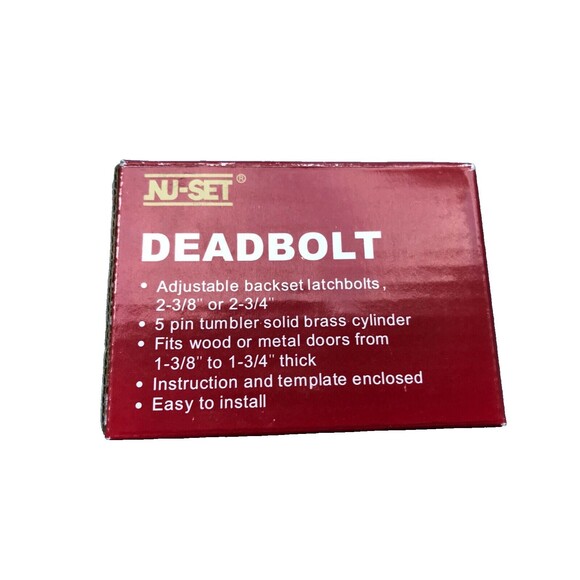 NU-SET®
DEADBOLT
• Adjustable backset latchbolts,
2-3/8" or 2-3/4"
• 5 pin tumbler solid brass cylinder
• Fits wood or metal doors from
1-3/8" to 1-3/4" thick
• Instruction and template enclosed
• Easy to install